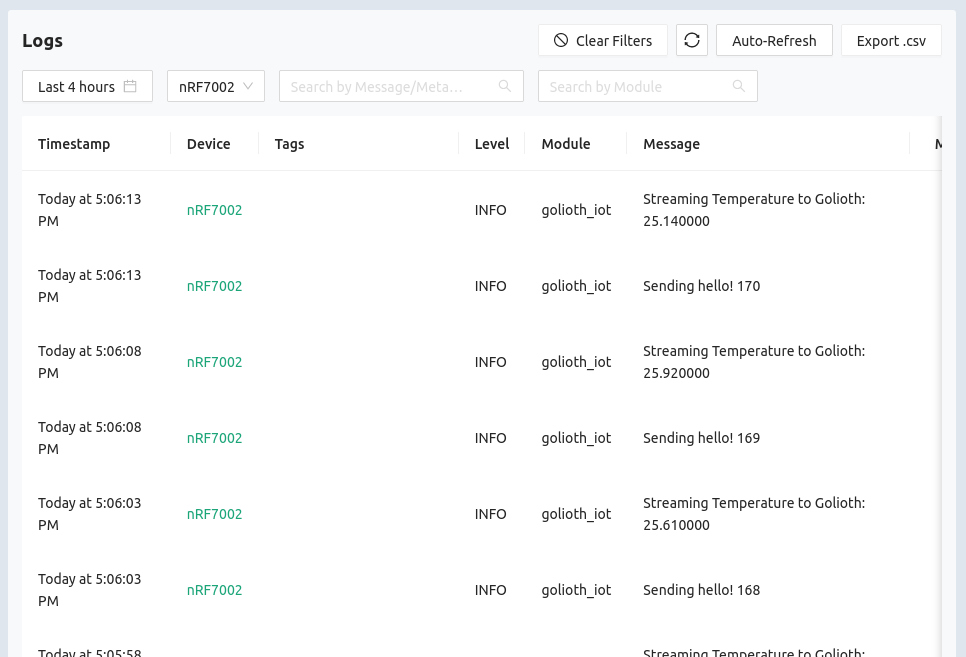 Logs
Clear Filters
Auto-Refresh
Export .csv
Last 4 hours
nRF7002
Search by Message/Meta...
Search by Module
Timestamp Device Tags Level Module Message M
Today at 5:06:13 PM nRF7002 INFO golioth_iot Streaming Temperature to Golioth: 25.140000
Today at 5:06:13 PM nRF7002 INFO golioth_iot Sending hello! 170
Today at 5:06:08 PM nRF7002 INFO golioth_iot Streaming Temperature to Golioth: 25.920000
Today at 5:06:08 PM nRF7002 INFO golioth_iot Sending hello! 169
Today at 5:06:03 PM nRF7002 INFO golioth_iot Streaming Temperature to Golioth: 25.610000
Today at 5:06:03 PM nRF7002 INFO golioth_iot Sending hello! 168
Today at 5:05:58 Streaming Temperature to Golioth: